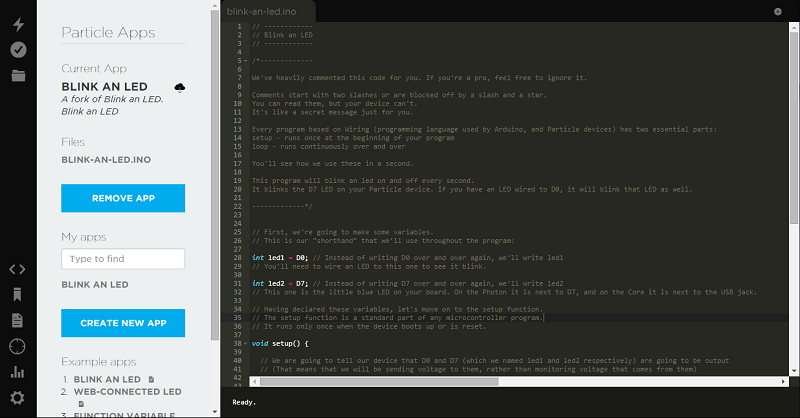 Particle Apps
Current App
BLINK AN LED
A fork of Blink an LED.
Blink an LED
Files
BLINK-AN-LED.INO
REMOVE APP
My apps
Type to find
BLINK AN LED
CREATE NEW APP
Example apps
1. BLINK AN LED
2. WEB-CONNECTED LED
3. FUNCTION VARIABLE
blink-an-led.ino
1 // ------------
2 // Blink an LED
3 // ------------
4
5 /*-------------
6
7 We've heavily commented this code for you. If you're a pro, feel free to ignore it.
8
9 Comments start with two slashes or are blocked off by a slash and a star.
10 You can read them, but your device can't.
11 It's like a secret message just for you.
12
13 Every program based on Wiring (programming language used by Arduino, and Particle devices) has two essential parts:
14 setup - runs once at the beginning of your program
15 loop - runs continuously over and over
16
17 You'll see how we use these in a second.
18
19 This program will blink an led on and off every second.
20 It blinks the D7 LED on your Particle device. If you have an LED wired to D0, it will blink that LED as well.
21
22 -------------*/
23
24
25 // First, we're going to make some variables.
26 // This is our "shorthand" that we'll use throughout the program:
27
28 int led1 = D0; // Instead of writing D0 over and over again, we'll write led1
29 // You'll need to wire an LED to this one to see it blink.
30
31 int led2 = D7; // Instead of writing D7 over and over again, we'll write led2
32 // This one is the little blue LED on your board. On the Photon it is next to D7, and on the Core it is next to the USB jack.
33
34 // Having declared these variables, let's move on to the setup function.
35 // The setup function is a standard part of any microcontroller program.
36 // It runs only once when the device boots up or is reset.
37
38 void setup() {
39
40 // We are going to tell our device that D0 and D7 (which we named led1 and led2 respectively) are going to be output
41 // (That means that we will be sending voltage to them, rather than monitoring voltage that comes from them)
42
Ready.